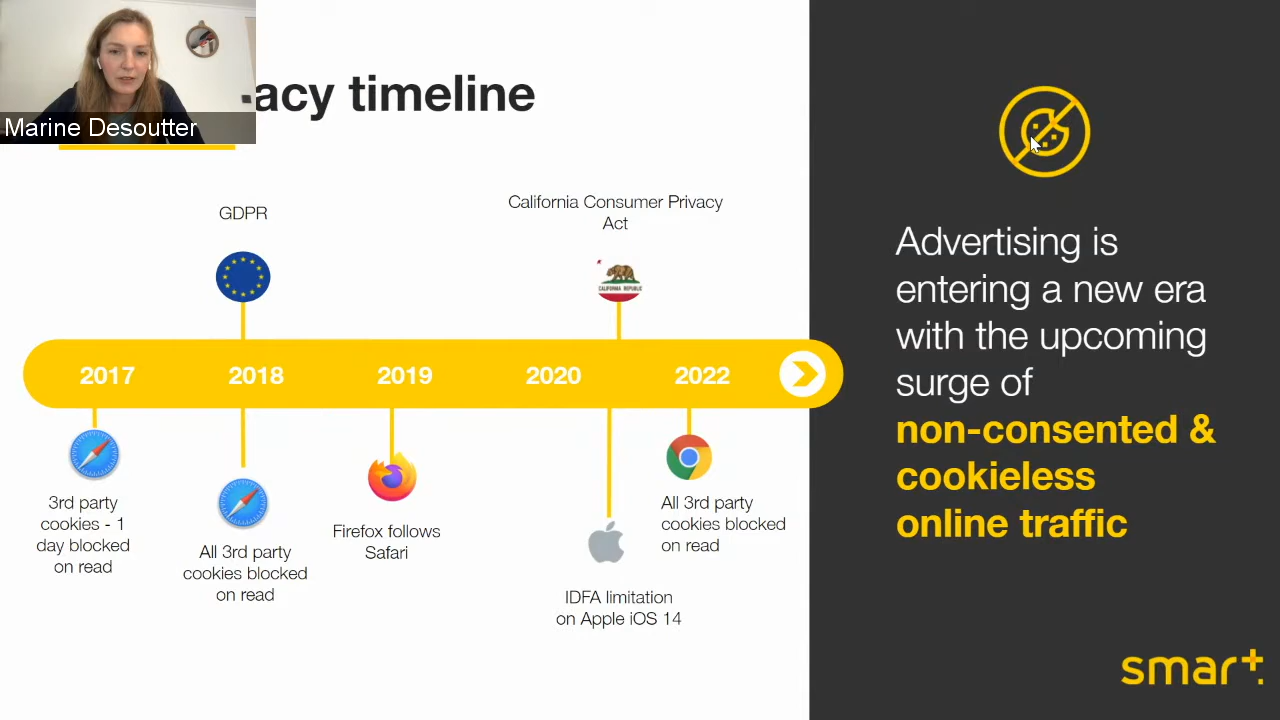 acy timeline
Marine Desoutter
GDPR
California Consumer Privacy
Act
CALIFORNIA REPUBLIC
2017
2018
2019
2020
2022
3rd party
cookies - 1
day blocked
on read
All 3rd party
cookies blocked
on read
Firefox follows
Safari
IDFA limitation
on Apple iOS 14
All 3rd party
cookies blocked
on read
Advertising is
entering a new era
with the upcoming
surge of
non-consented &
cookieless
online traffic
smart.